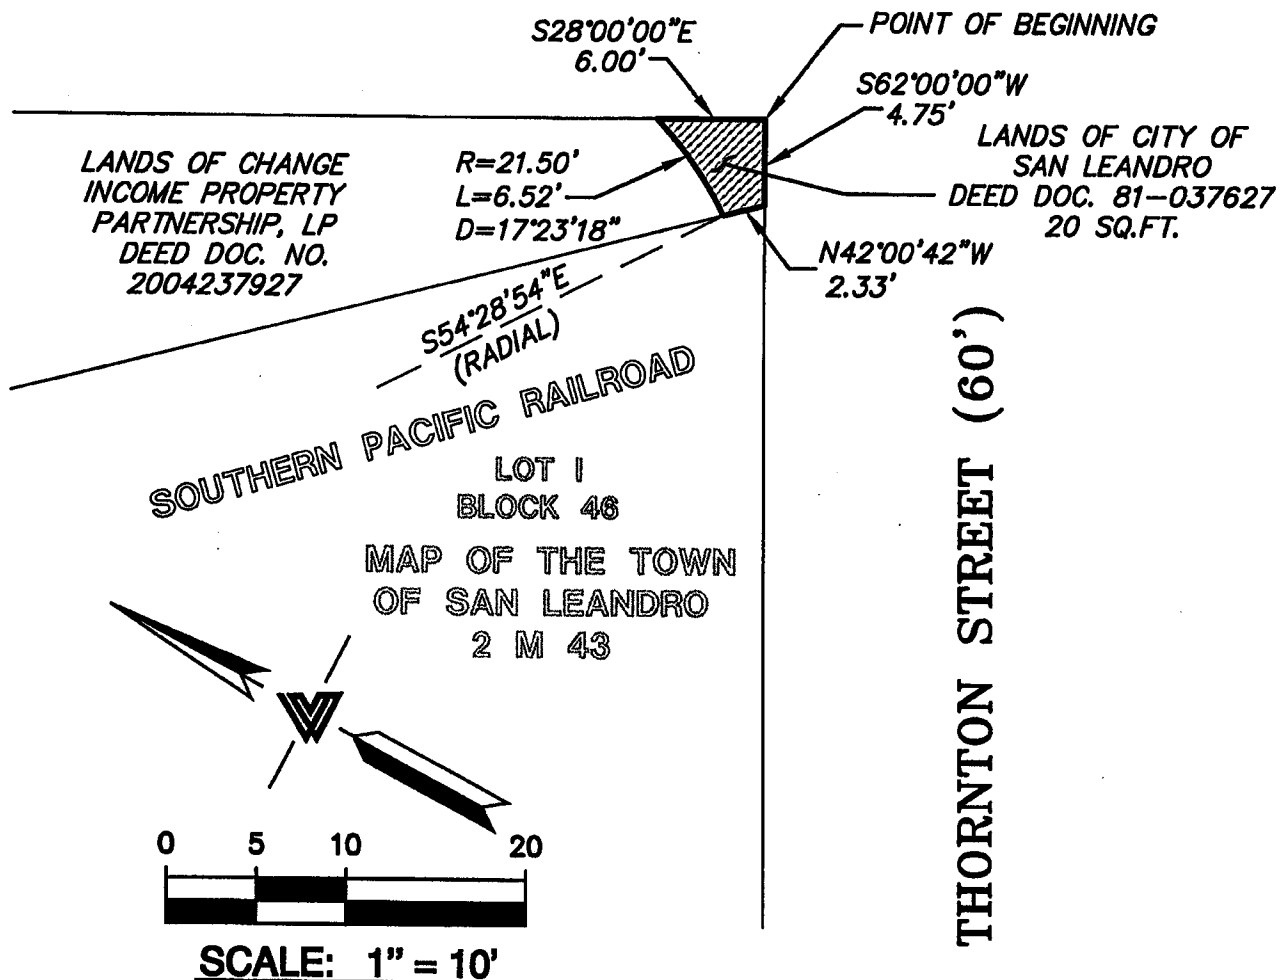 S28°00'00"E
6.00'
POINT OF BEGINNING
S62°00'00"W
4.75'
LANDS OF CHANGE
INCOME PROPERTY
PARTNERSHIP, LP
DEED DOC. NO.
2004237927
R=21.50'
L=6.52'
D=17°23'18"
LANDS OF CITY OF
SAN LEANDRO
DEED DOC. 81-037627
20 SQ.FT.
N42°00'42"W
2.33'
S54°28'54"E
(RADIAL)
SOUTHERN PACIFIC RAILROAD
LOT 1
BLOCK 46
MAP OF THE TOWN
OF SAN LEANDRO
2 M 43
THORNTON STREET (60')
0 5 10 20
SCALE: 1" = 10'